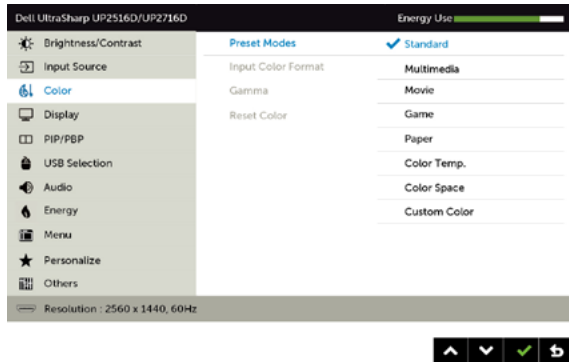 Dell UltraSharp UP2516D/UP2716D
Energy Use
Brightness/Contrast
Input Source
Color
Display
PIP/PBP
USB Selection
Audio
Energy
Menu
Personalize
Others
Preset Modes
Input Color Format
Gamma
Reset Color
Standard
Multimedia
Movie
Game
Paper
Color Temp.
Color Space
Custom Color
Resolution : 2560 x 1440, 60Hz